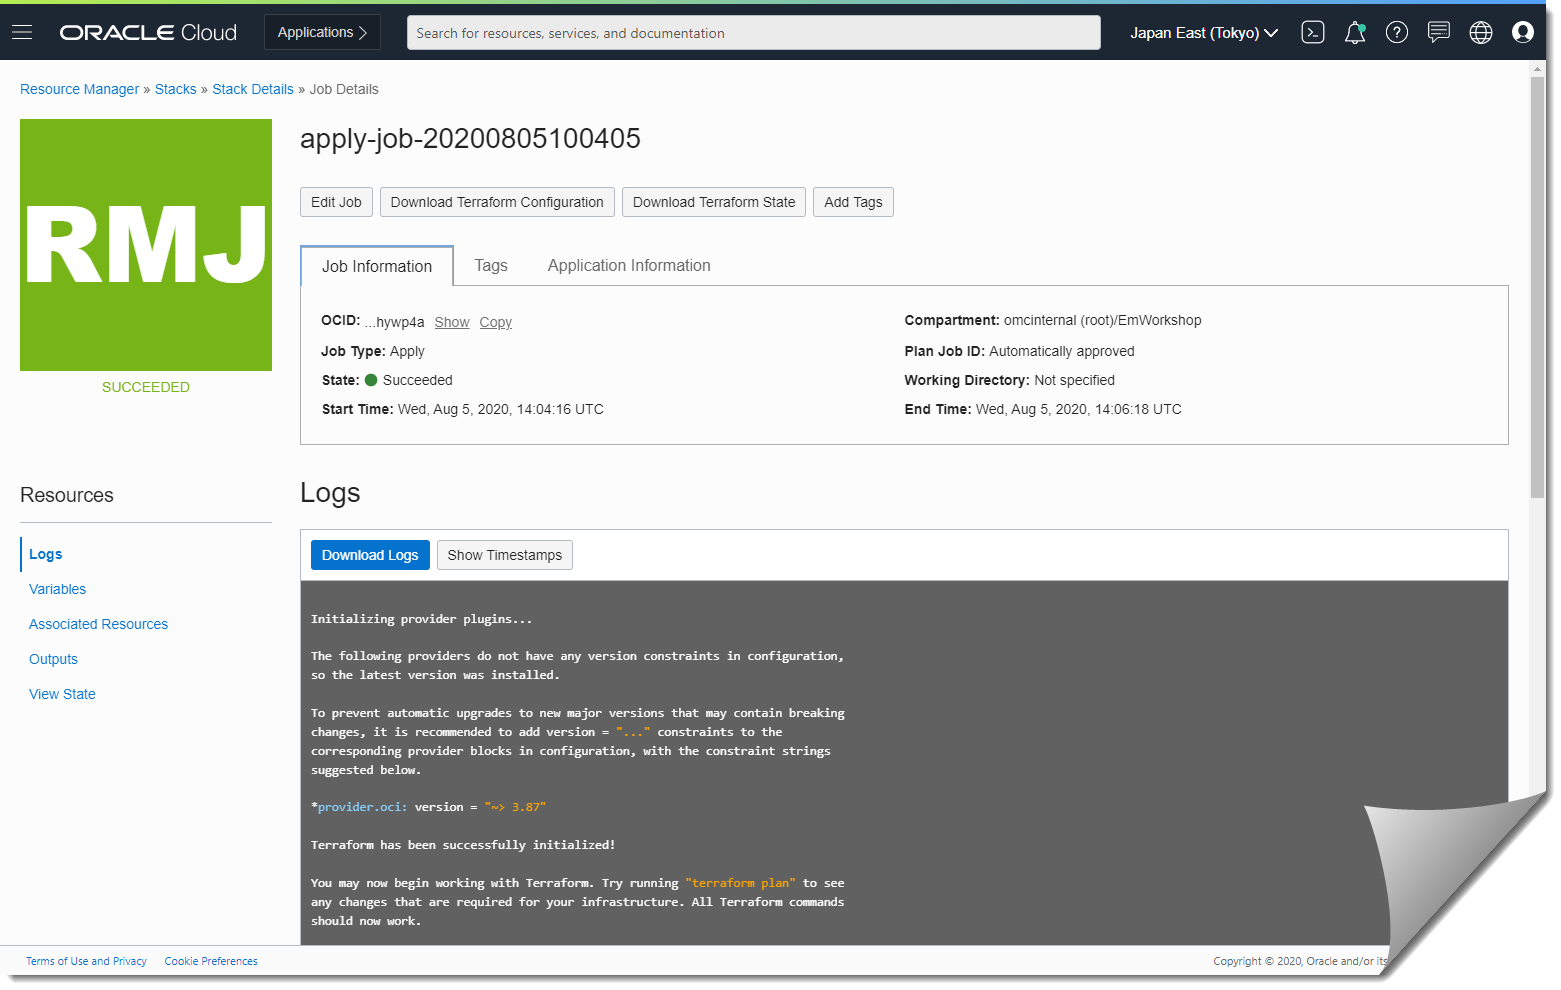 ORACLE Cloud
Applications
Search for resources, services, and documentation
Japan East (Tokyo)
Resource Manager » Stacks » Stack Details » Job Details
RMJ
SUCCEEDED
apply-job-20200805100405
Edit Job
Download Terraform Configuration
Download Terraform State
Add Tags
Job Information
Tags
Application Information
OCID: ...hywp4a Show Copy
Job Type: Apply
State: Succeeded
Start Time: Wed, Aug 5, 2020, 14:04:16 UTC
Compartment: omcinternal (root)/EmWorkshop
Plan Job ID: Automatically approved
Working Directory: Not specified
End Time: Wed, Aug 5, 2020, 14:06:18 UTC
Resources
Logs
Variables
Associated Resources
Outputs
View State
Logs
Download Logs
Show Timestamps
Initializing provider plugins...
The following providers do not have any version constraints in configuration,
so the latest version was installed.
To prevent automatic upgrades to new major versions that may contain breaking
changes, it is recommended to add version = "..." constraints to the
corresponding provider blocks in configuration, with the constraint strings
suggested below.
*provider.oci: version = "~> 3.87"
Terraform has been successfully initialized!
You may now begin working with Terraform. Try running "terraform plan" to see
any changes that are required for your infrastructure. All Terraform commands
should now work.
Terms of Use and Privacy
Cookie Preferences
Copyright © 2020, Oracle and/or its